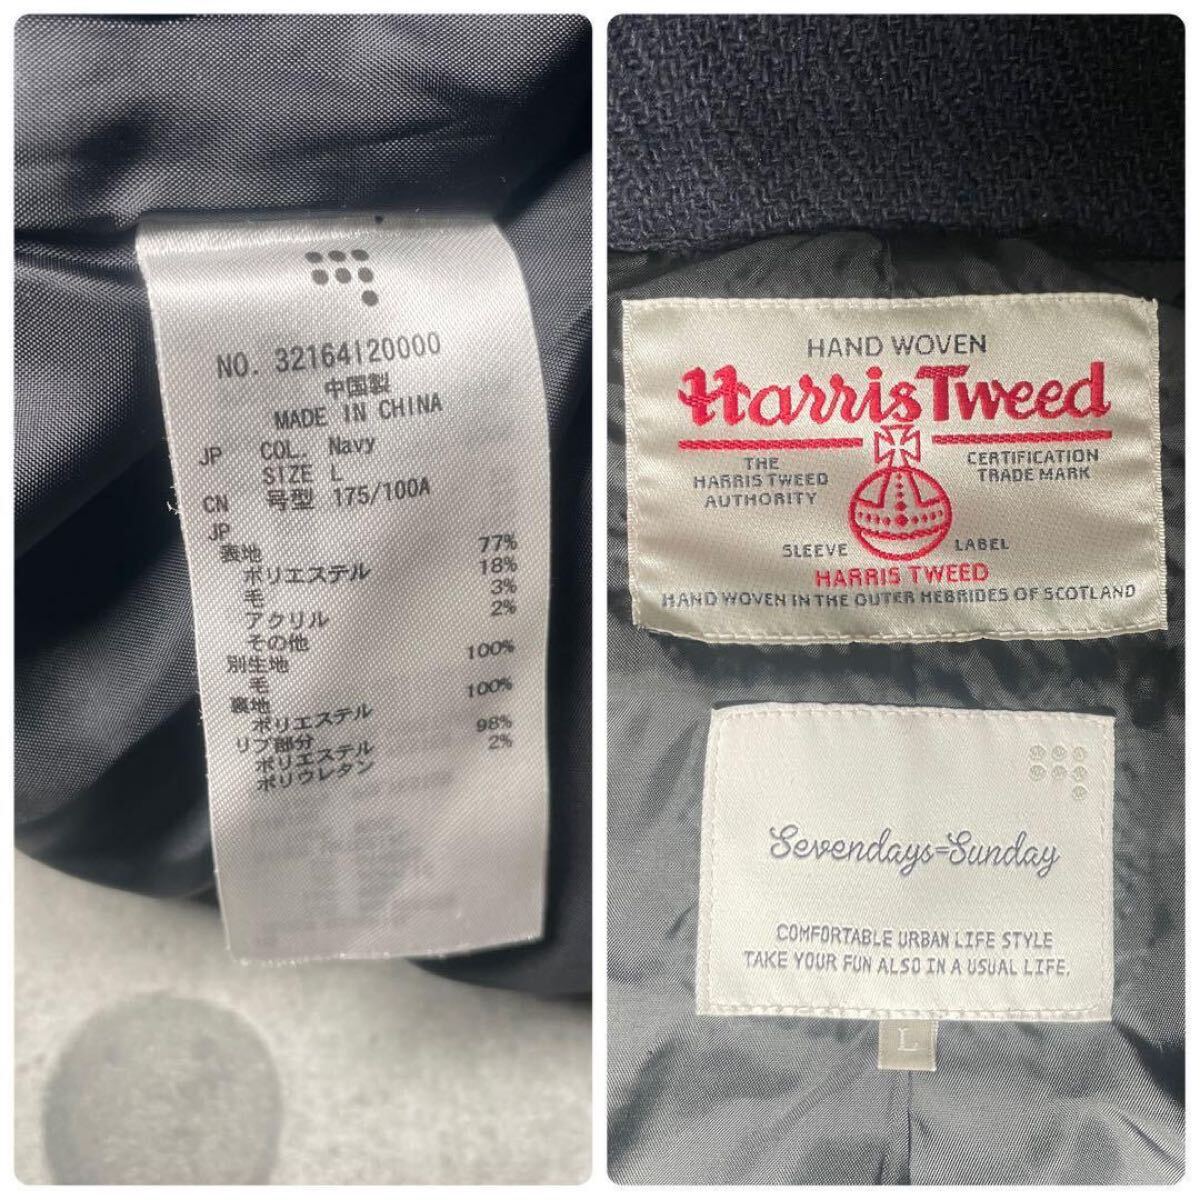 NO. 32164120000
中国製
MADE IN CHINA
JP COL. Navy
SIZE L
CN 号型 175/100A
JP
表地
ポリエステル 77%
毛 18%
アクリル 3%
その他 2%
別生地
毛 100%
裏地
ポリエステル 100%
リブ部分
ポリエステル 98%
ポリウレタン 2%
HAND WOVEN
Harris Tweed
THE
HARRIS TWEED
AUTHORITY
CERTIFICATION
TRADE MARK
SLEEVE LABEL
HARRIS TWEED
HAND WOVEN IN THE OUTER HEBRIDES OF SCOTLAND
Sevendays=Sunday
COMFORTABLE URBAN LIFE STYLE
TAKE YOUR FUN ALSO IN A USUAL LIFE.
L